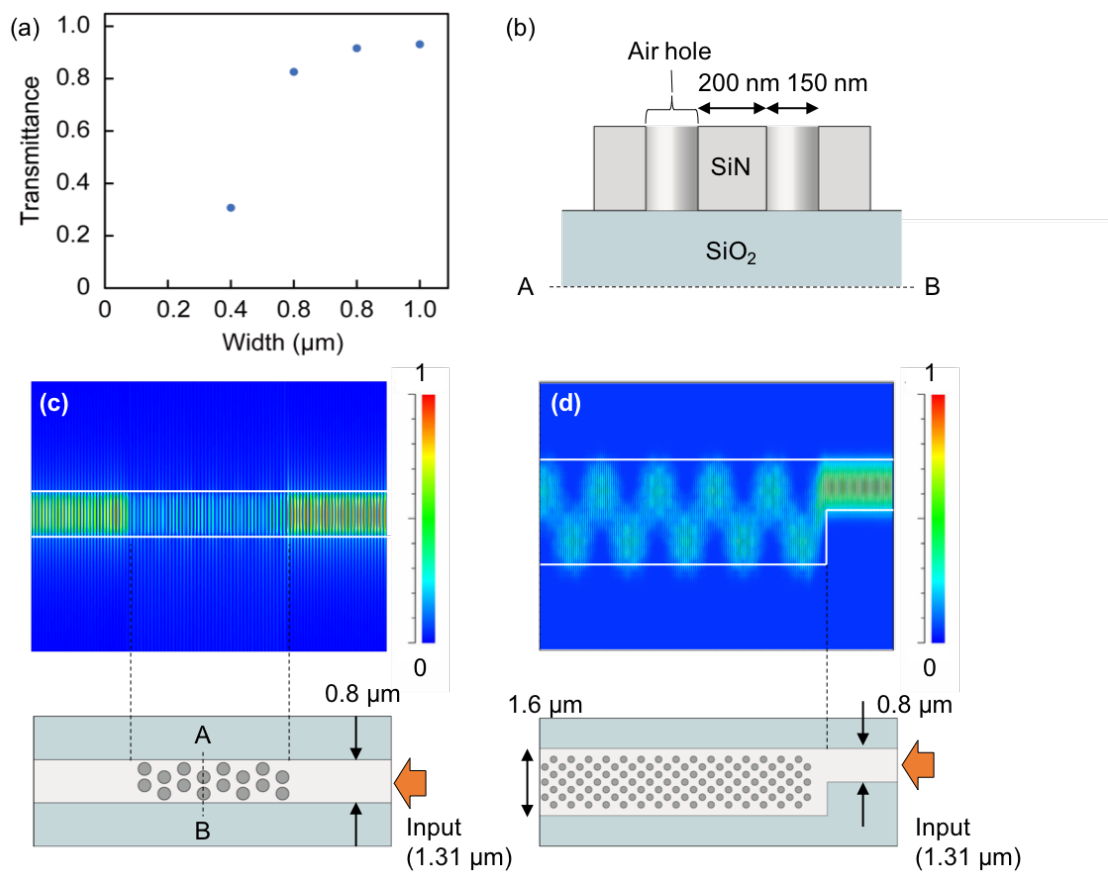 (a)
1.0
0.8
0.6
0.4
0.2
0
Transmittance
0 0.2 0.4 0.8 0.8 1.0
Width (µm)
(b)
Air hole
200 nm 150 nm
SiN
SiO2
A B
(c)
1
0
(d)
1
0
0.8 µm
A
B
Input
(1.31 µm)
1.6 µm
0.8 µm
Input
(1.31 µm)